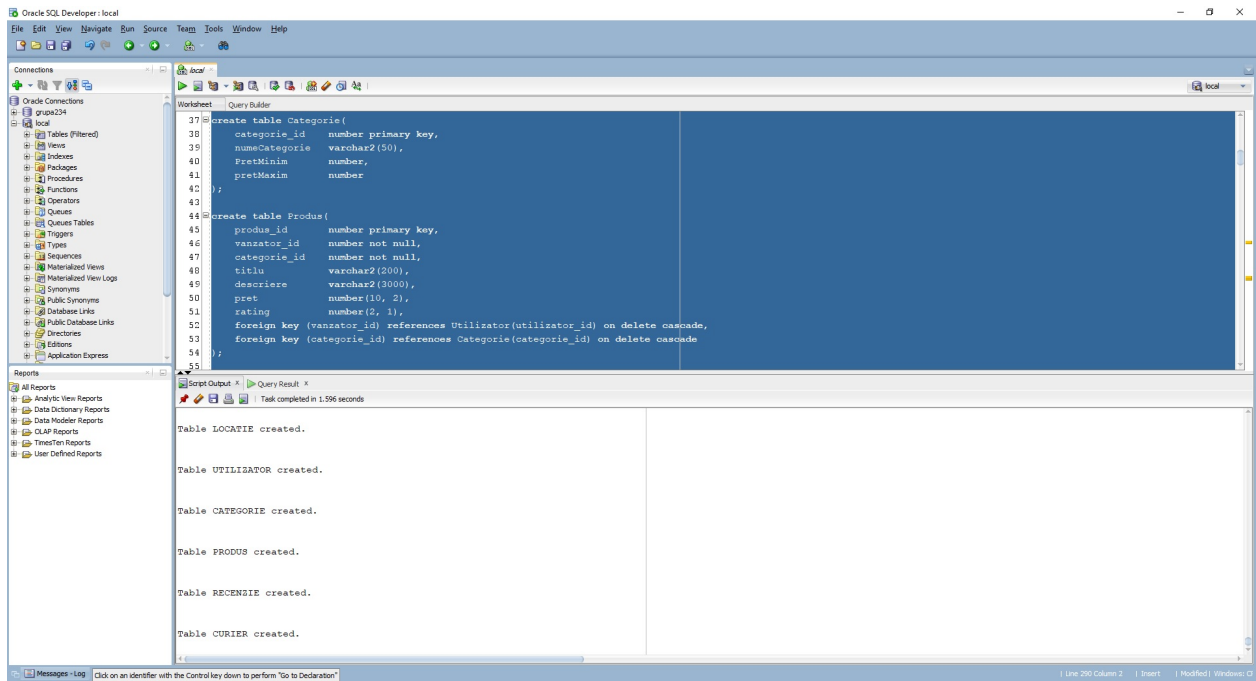 Oracle SQL Developer : local
File Edit View Navigate Run Source Team Tools Window Help
Connections
Oracle Connections
grupa234
local
Tables (Filtered)
Views
Indexes
Packages
Procedures
Functions
Operators
Queues
Queues Tables
Triggers
Types
Sequences
Materialized Views
Materialized View Logs
Synonyms
Public Synonyms
Database Links
Public Database Links
Directories
Editions
Application Express
Reports
All Reports
Analytic View Reports
Data Dictionary Reports
Data Modeler Reports
OLAP Reports
TimesTen Reports
User Defined Reports
local
local
Worksheet Query Builder
37 create table Categorie(
38 categorie_id number primary key,
39 numeCategorie varchar2(50),
40 PretMinim number,
41 pretMaxim number
42 );
43
44 create table Produs(
45 produs_id number primary key,
46 vanzator_id number not null,
47 categorie_id number not null,
48 titlu varchar2(200),
49 descriere varchar2(3000),
50 pret number(10, 2),
51 rating number(2, 1),
52 foreign key (vanzator_id) references Utilizator(utilizator_id) on delete cascade,
53 foreign key (categorie_id) references Categorie(categorie_id) on delete cascade
54 );
55
Script Output Query Result
Task completed in 1.596 seconds
Table LOCATIE created.
Table UTILIZATOR created.
Table CATEGORIE created.
Table PRODUS created.
Table RECENZIE created.
Table CURIER created.
Messages - Log Click on an identifier with the Control key down to perform "Go to Declaration"
| Line 290 Column 2 | Insert | Modified | Windows: C